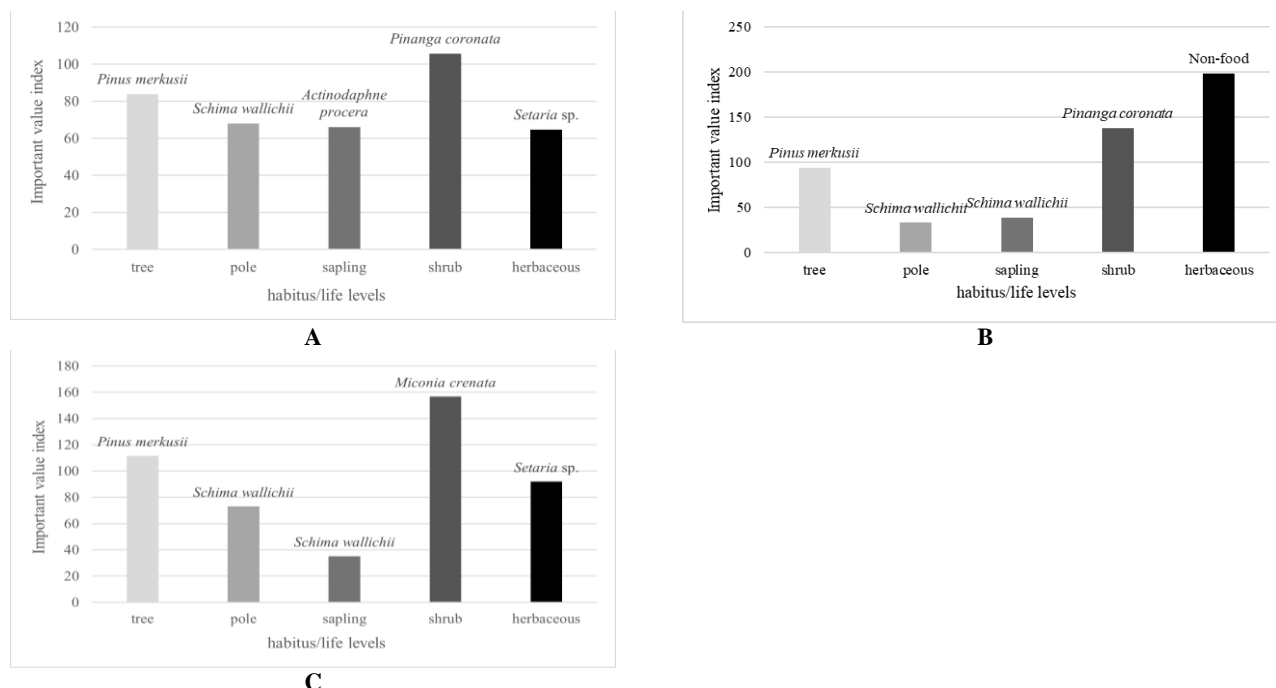 120
100
80
60
40
20
0
Important value index
Pinus merkusii
Schima wallichii
Actinodaphne
procera
Pinanga coronata
Setaria sp.
tree pole sapling shrub herbaceous
habitus/life levels
A
250
200
150
100
50
0
Important value index
Pinus merkusii
Schima wallichii
Schima wallichii
Pinanga coronata
Non-food
tree pole sapling shrub herbaceous
habitus/life levels
B
180
160
140
120
100
80
60
40
20
0
Important value index
Pinus merkusii
Schima wallichii
Schima wallichii
Miconia crenata
Setaria sp.
tree pole sapling shrub herbaceous
habitus/life levels
C